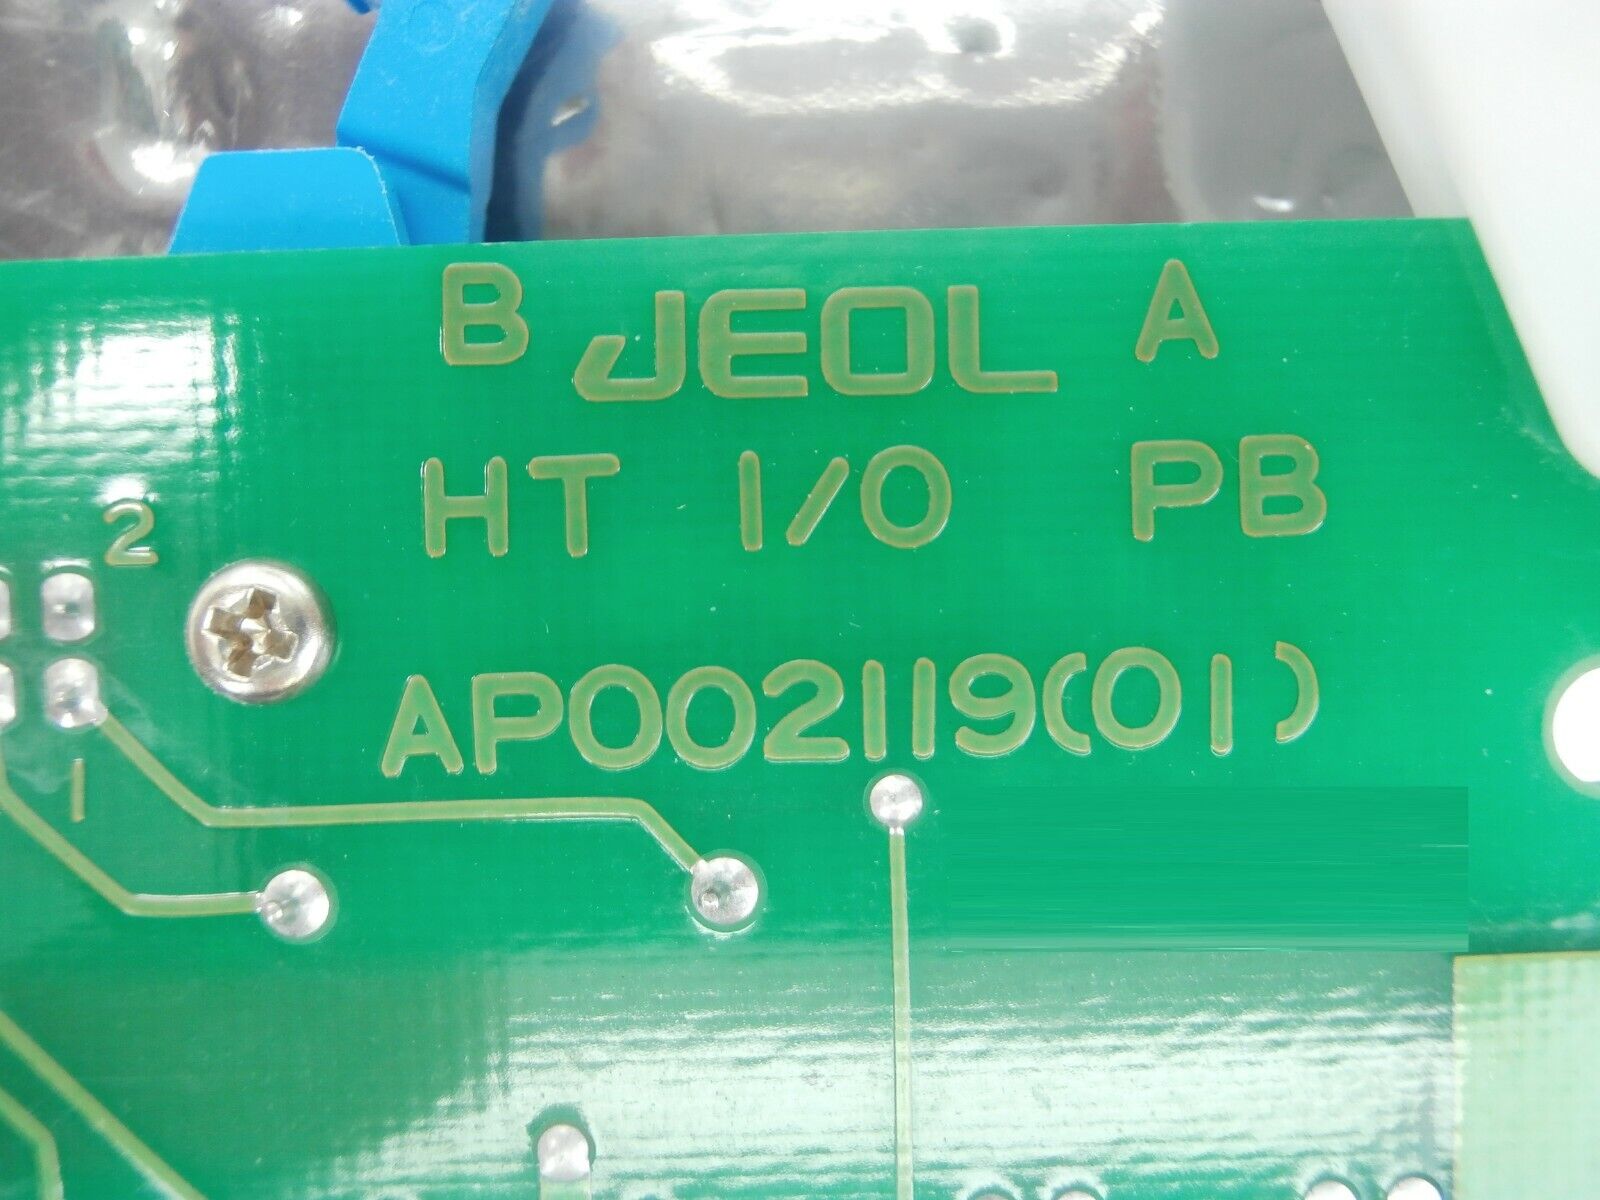 B JEOL A
HT I/O PB
2
AP002119(01)
1